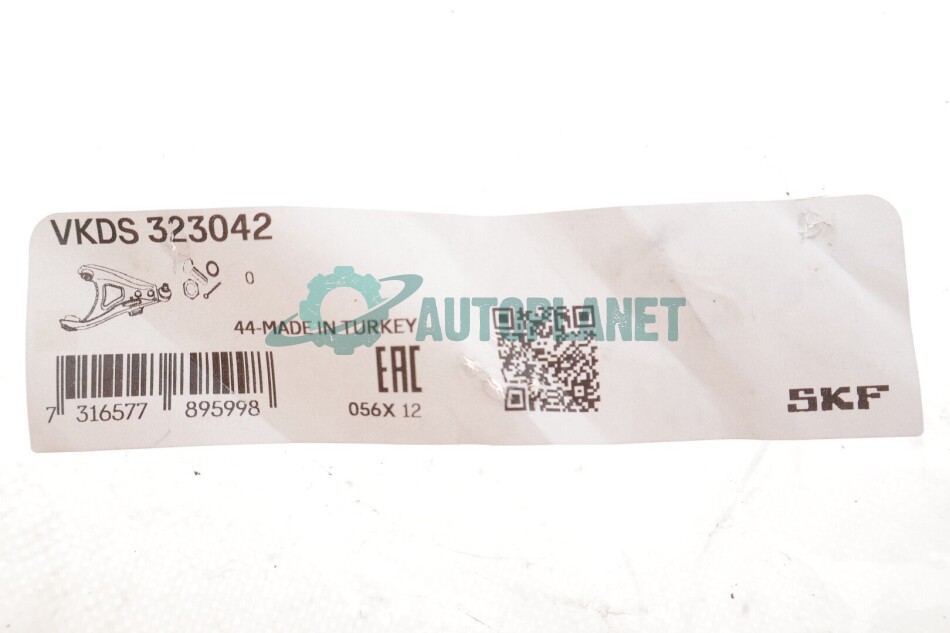 VKDS 323042
0
44-MADE IN TURKEY
AUTOPLANET
EAC
7 316577 895998
056X 12
SKF